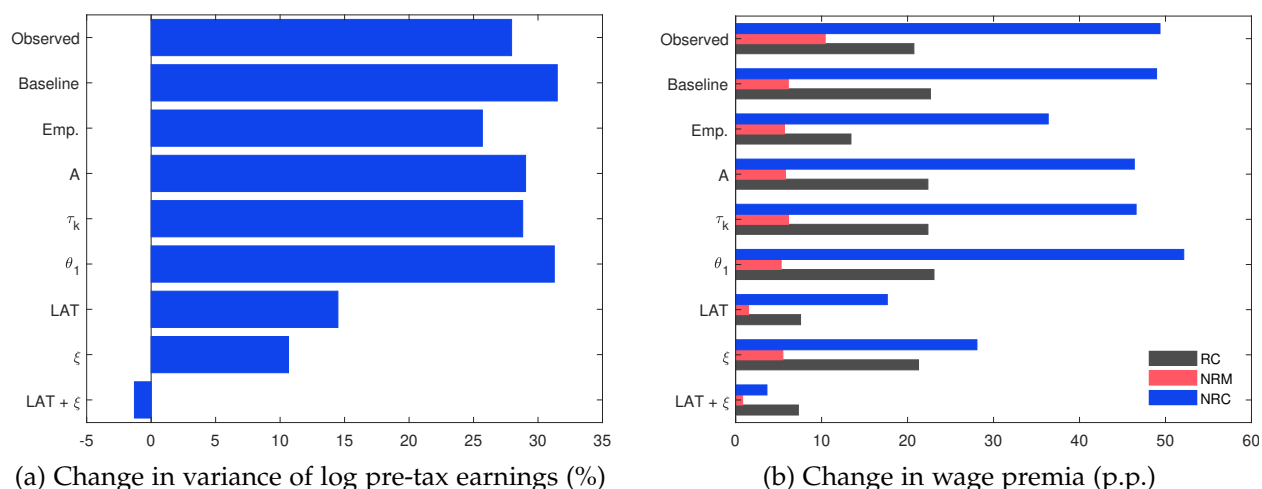 Observed
Baseline
Emp.
A
τk
θ1
LAT
ξ
LAT + ξ
-5 0 5 10 15 20 25 30 35
(a) Change in variance of log pre-tax earnings (%)
Observed
Baseline
Emp.
A
τk
θ1
LAT
ξ
LAT + ξ
RC
NRM
NRC
0 10 20 30 40 50 60
(b) Change in wage premia (p.p.)